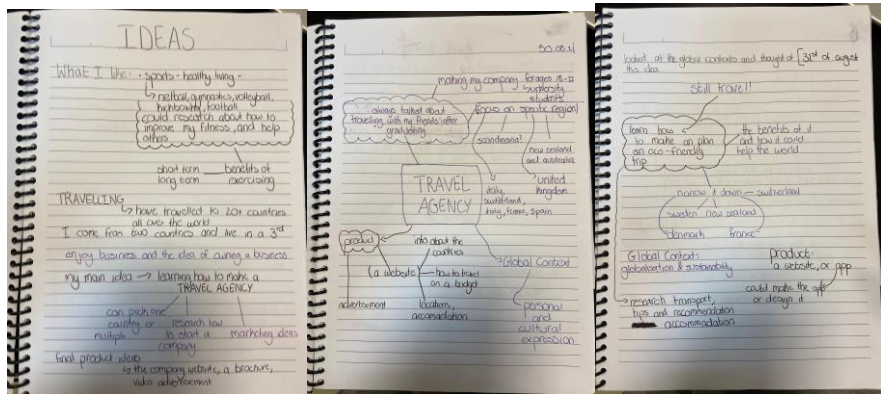 IDEAS
What I like: · sports - healthy living -
netball, gymnastics, volleyball,
football
could research about how to
improve my fitness, and help
others
short term benefits of
long term exercising
TRAVELLING
have travelled to 20+ countries
all over the world
I come from two countries and live in a 3rd
enjoy business and the idea of owning a business
my main idea → learning how to make a
TRAVEL AGENCY
can pick one
country or
multiple
research how
to start a
company
marketing ideas
final product ideas
the company website, a brochure,
video advertisement
30.08.21
making my company for ages 18-22
students
always talked about
travelling with my friends after
graduating
(focus on specific region)
scandinavia?
new zealand
and australia
united
kingdom
italy,
switzerland,
italy, france, spain
TRAVEL
AGENCY
product
info about the
countries
(a website
how to travel
on a budget
locations,
accomadation
advertisement
Global Context
personal
and
cultural
expression
looked at the global contexts and thought of
this idea
[31st of august
still travel!
learn how
to make an plan
an eco-friendly
trip
the benefits of it
and how it could
help the world
narrow it down - switzerland
sweden new zealand
denmark france
Global Context:
globalisation & sustainability
product:
a website, or app
could make the app
or design it
research transport,
tips and recommendation
accommodation